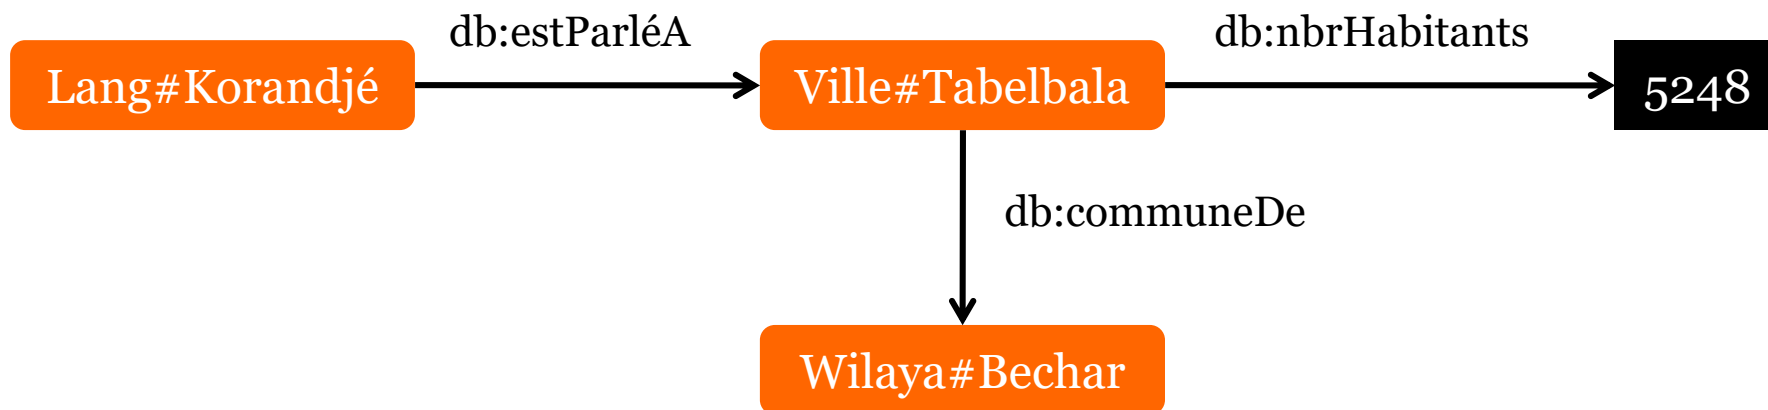 db:estParléA
db:nbrHabitants
Lang#Korandjé
Ville#Tabelbala
5248
db:communeDe
Wilaya#Bechar